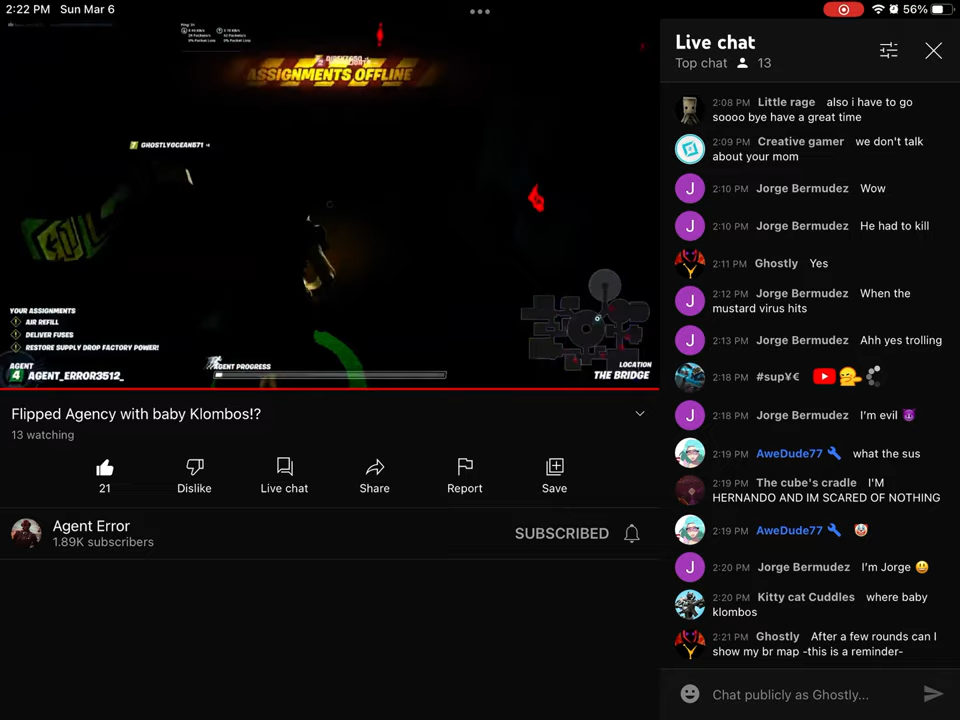 2:22 PM Sun Mar 6
56%
ASSIGNMENTS OFFLINE
7 GHOSTLYOCEAN571
YOUR ASSIGNMENTS
AIR REFILL
DELIVER FUSES
RESTORE SUPPLY DROP FACTORY POWER!
AGENT
4 AGENT_ERROR3512_
AGENT PROGRESS
LOCATION
THE BRIDGE
Flipped Agency with baby Klombos!?
13 watching
21
Dislike
Live chat
Share
Report
Save
Agent Error
1.89K subscribers
SUBSCRIBED
Live chat
Top chat 13
2:08 PM Little rage also i have to go
soooo bye have a great time
2:09 PM Creative gamer we don't talk
about your mom
J 2:10 PM Jorge Bermudez Wow
J 2:10 PM Jorge Bermudez He had to kill
2:11 PM Ghostly Yes
J 2:12 PM Jorge Bermudez When the
mustard virus hits
J 2:13 PM Jorge Bermudez Ahh yes trolling
2:18 PM #sup¥€
J 2:18 PM Jorge Bermudez I'm evil 😈
2:19 PM AweDude77 🔧 what the sus
2:19 PM The cube's cradle I'M
HERNANDO AND IM SCARED OF NOTHING
2:19 PM AweDude77 🔧 🤡
J 2:20 PM Jorge Bermudez I'm Jorge 😃
2:20 PM Kitty cat Cuddles where baby
klombos
2:21 PM Ghostly After a few rounds can I
show my br map -this is a reminder-
Chat publicly as Ghostly...